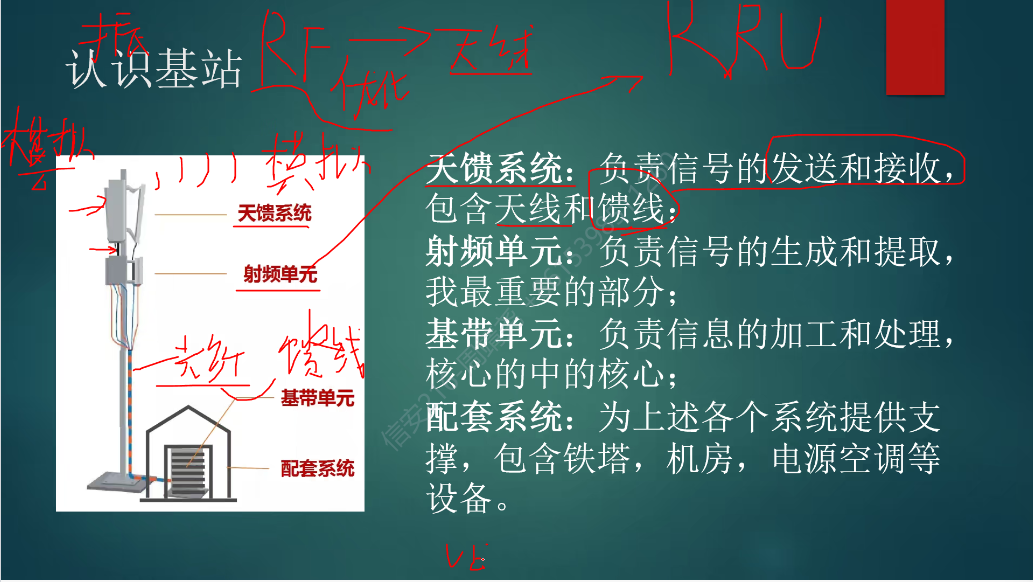 RF
天馈
RRU
认识基站
优化
模拟
模拟
天馈系统
射频单元
光纤
馈线
基带单元
配套系统
天馈系统：负责信号的发送和接收，
包含天线和馈线；
射频单元：负责信号的生成和提取，
我最重要的部分；
基带单元：负责信息的加工和处理，
核心的中的核心；
配套系统：为上述各个系统提供支
撑，包含铁塔，机房，电源空调等
设备。